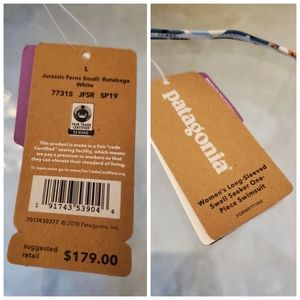 L
Jurassic Ferns Small: Rutabaga
White
77315 JFSR SP19
FAIR TRADE
CERTIFIED
SEWING
This product is made in a Fair Trade
Certified™ sewing facility, which means
we pay a premium to workers so that
they can elevate their standard of living.
To learn more go to www.FairTradeCertified.org.
1 91743 53904 6
7017430377 © 2018 Patagonia, Inc.
suggested
retail
$179.00
patagonia
Women's Long-Sleeved
Swell Seeker One-
Piece Swimsuit
FORMFITTING